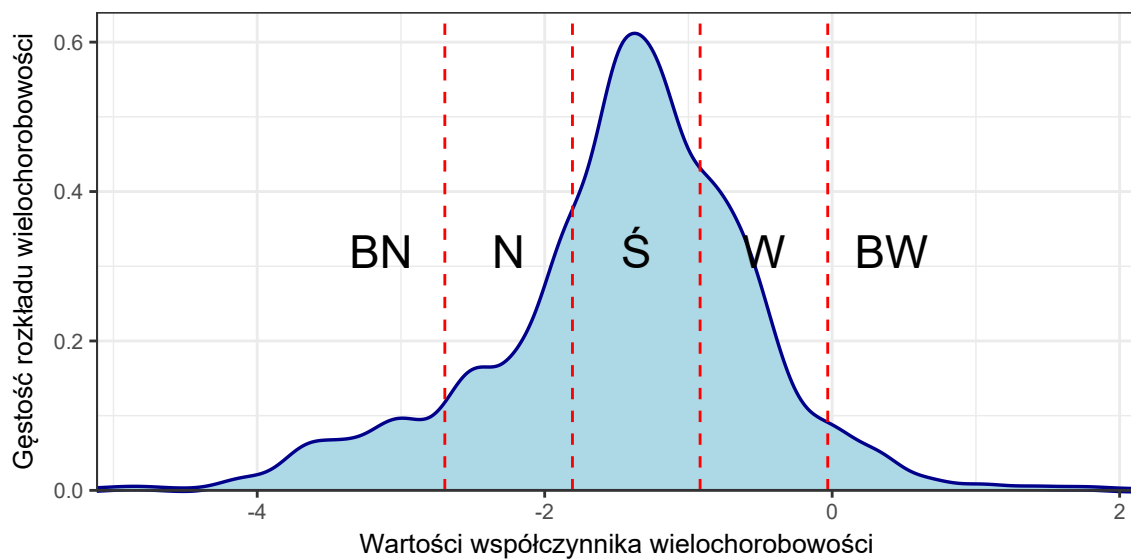 Gęstość rozkładu wielochorobowości
0.6
0.4
0.2
0.0
BN N Ś W BW
-4 -2 0 2
Wartości współczynnika wielochorobowości